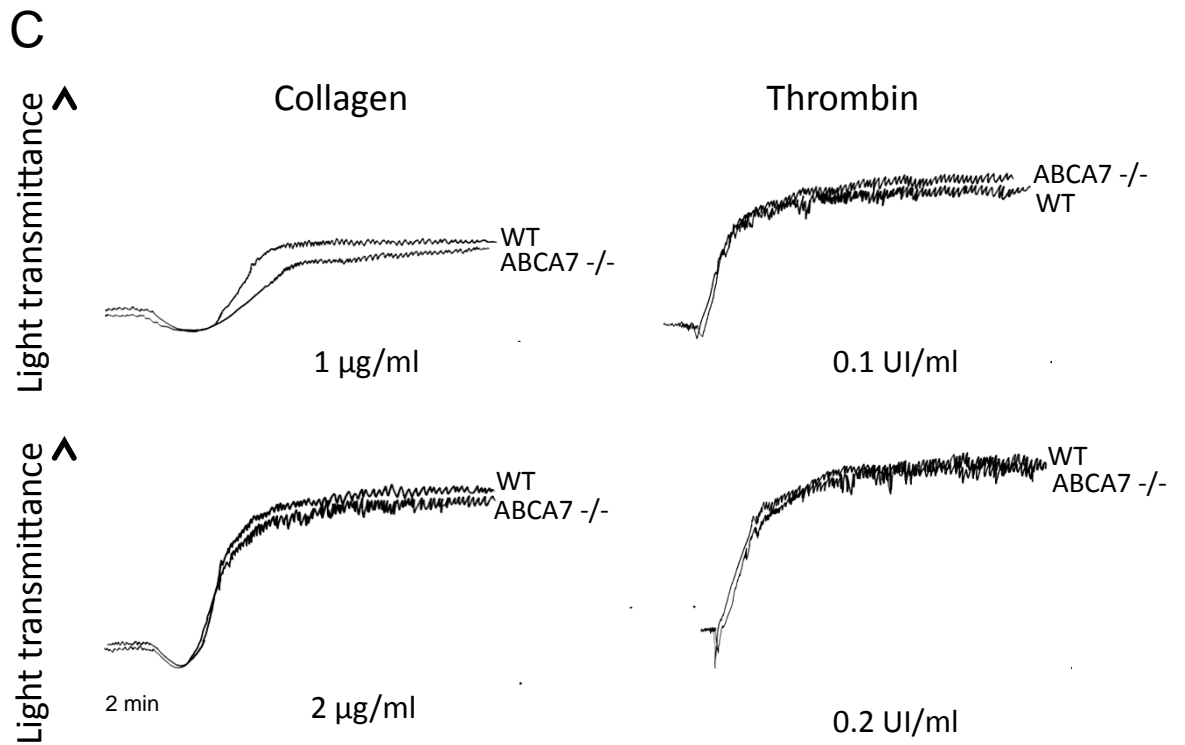 C
Light transmittance
Collagen
WT
ABCA7 -/-
1 µg/ml
Thrombin
ABCA7 -/-
WT
0.1 UI/ml
Light transmittance
WT
ABCA7 -/-
2 min
2 µg/ml
WT
ABCA7 -/-
0.2 UI/ml